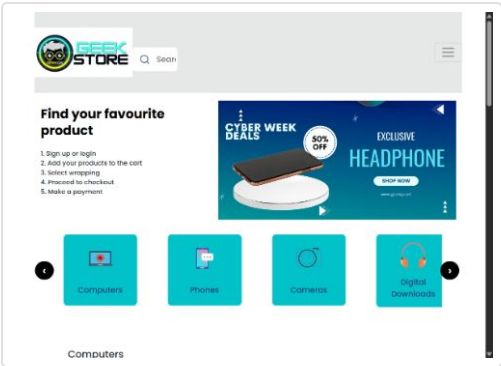 GEEK
STORE
Sear
Find your favourite
product
1. Sign up or login
2. Add your products to the cart
3. Select wrapping
4. Proceed to checkout
5. Make a payment
CYBER WEEK
DEALS
50%
OFF
EXCLUSIVE
HEADPHONE
SHOP NOW
Computers
Phones
Cameras
Digital
Downloads
Computers